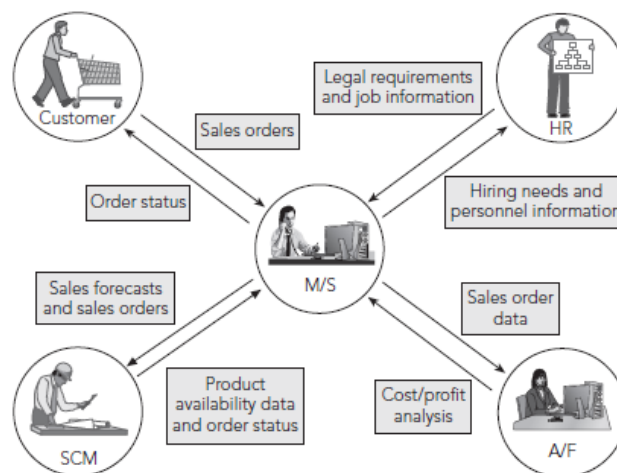 Customer
Sales orders
Order status
Legal requirements
and job information
HR
Hiring needs and
personnel information
M/S
Sales forecasts
and sales orders
SCM
Product
availability data
and order status
Sales order
data
Cost/profit
analysis
A/F